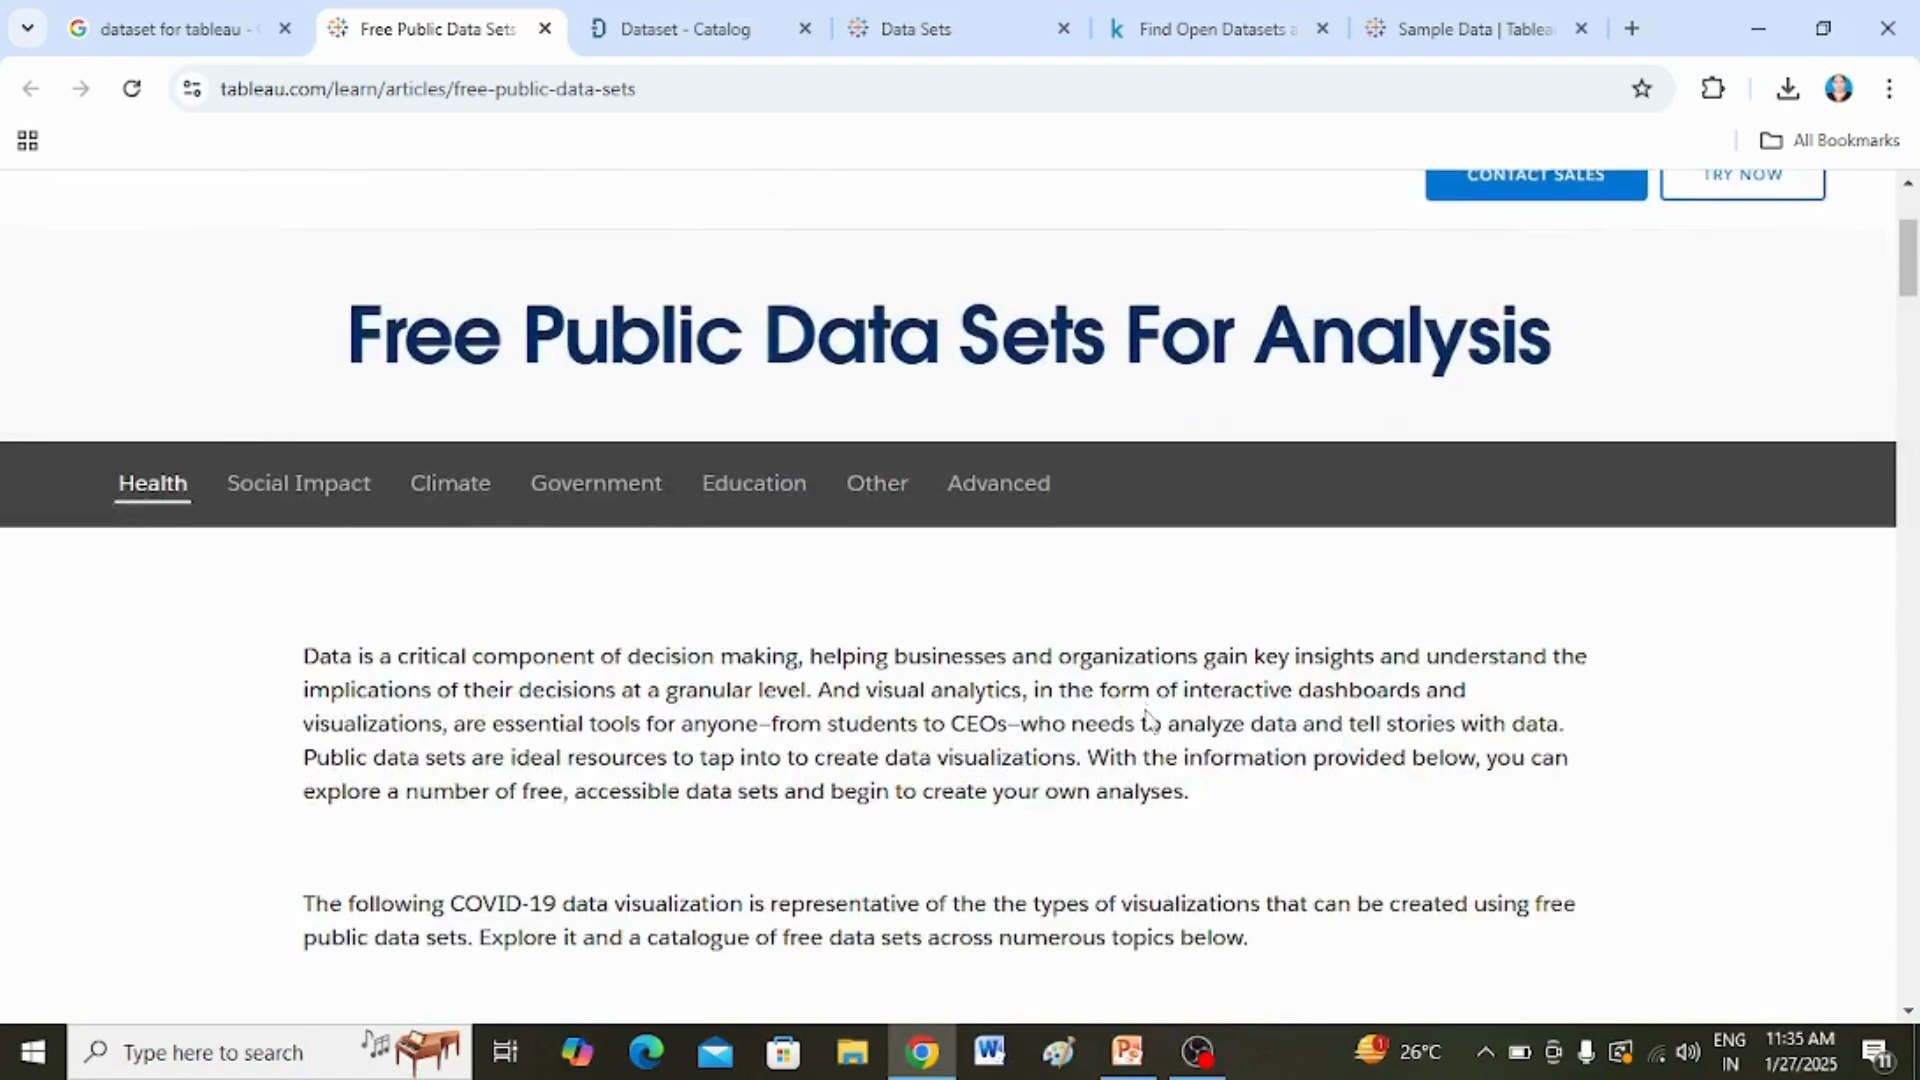 dataset for tableau -
Free Public Data Sets
Dataset - Catalog
Data Sets
Find Open Datasets a
Sample Data | Tablea
tableau.com/learn/articles/free-public-data-sets
All Bookmarks
CONTACT SALES
TRY NOW
Free Public Data Sets For Analysis
Health
Social Impact
Climate
Government
Education
Other
Advanced
Data is a critical component of decision making, helping businesses and organizations gain key insights and understand the
implications of their decisions at a granular level. And visual analytics, in the form of interactive dashboards and
visualizations, are essential tools for anyone—from students to CEOs—who needs to analyze data and tell stories with data.
Public data sets are ideal resources to tap into to create data visualizations. With the information provided below, you can
explore a number of free, accessible data sets and begin to create your own analyses.
The following COVID-19 data visualization is representative of the the types of visualizations that can be created using free
public data sets. Explore it and a catalogue of free data sets across numerous topics below.
Type here to search
26°C
ENG
IN
11:35 AM
1/27/2025
11